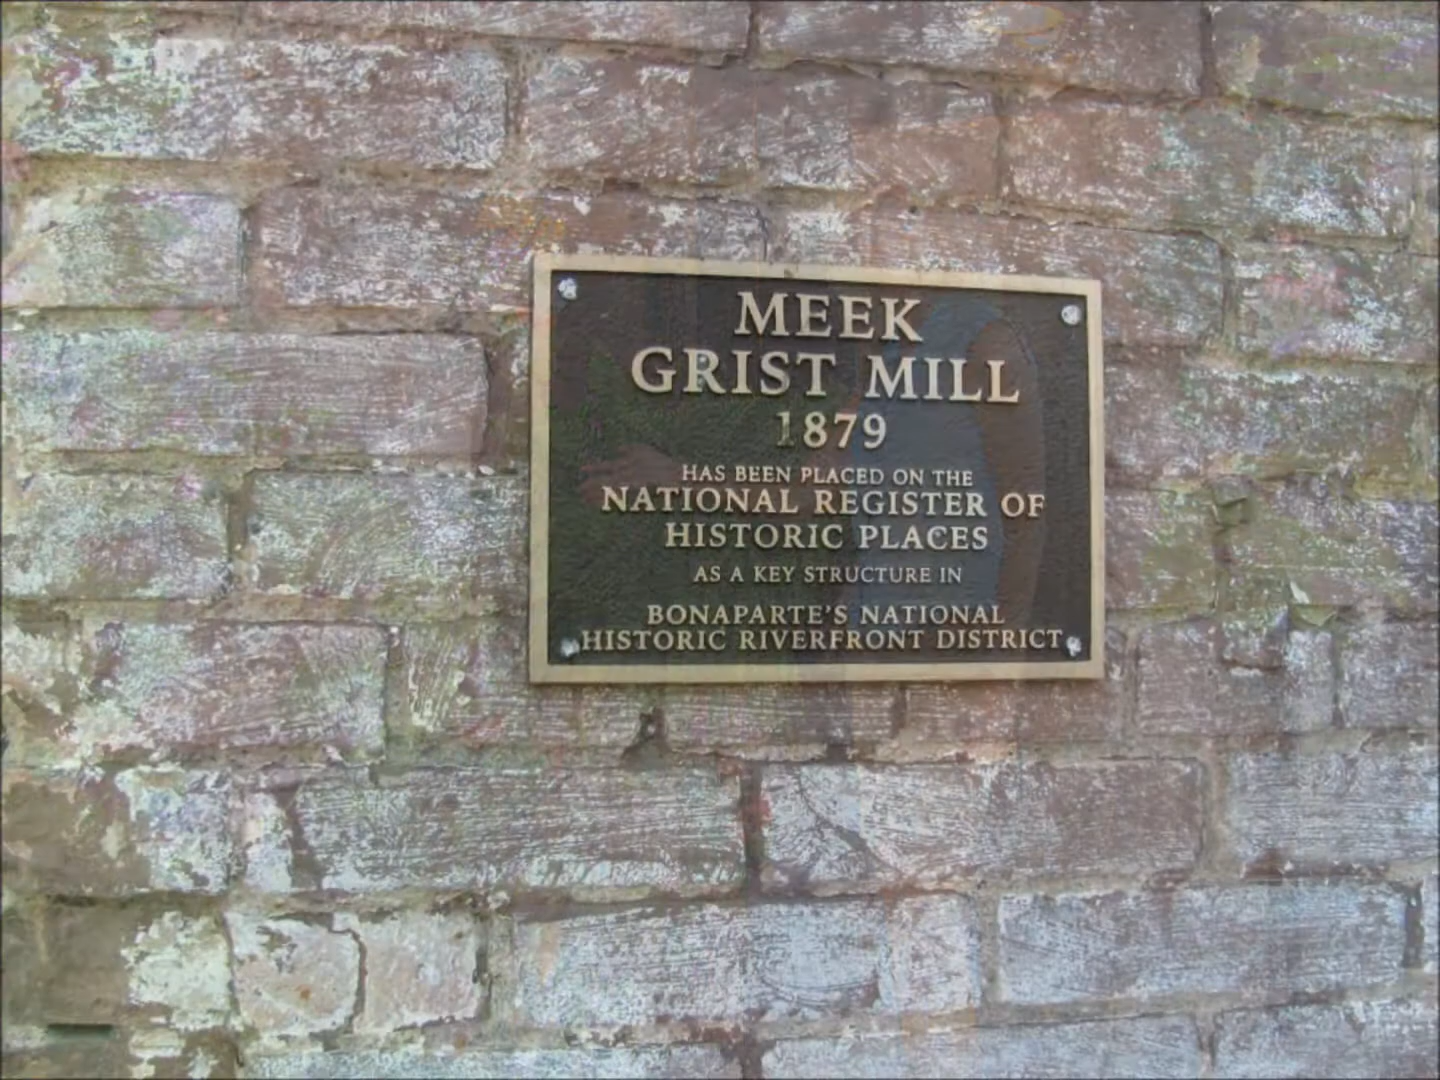 MEEK
GRIST MILL
1879
HAS BEEN PLACED ON THE
NATIONAL REGISTER OF
HISTORIC PLACES
AS A KEY STRUCTURE IN
BONAPARTE'S NATIONAL
HISTORIC RIVERFRONT DISTRICT